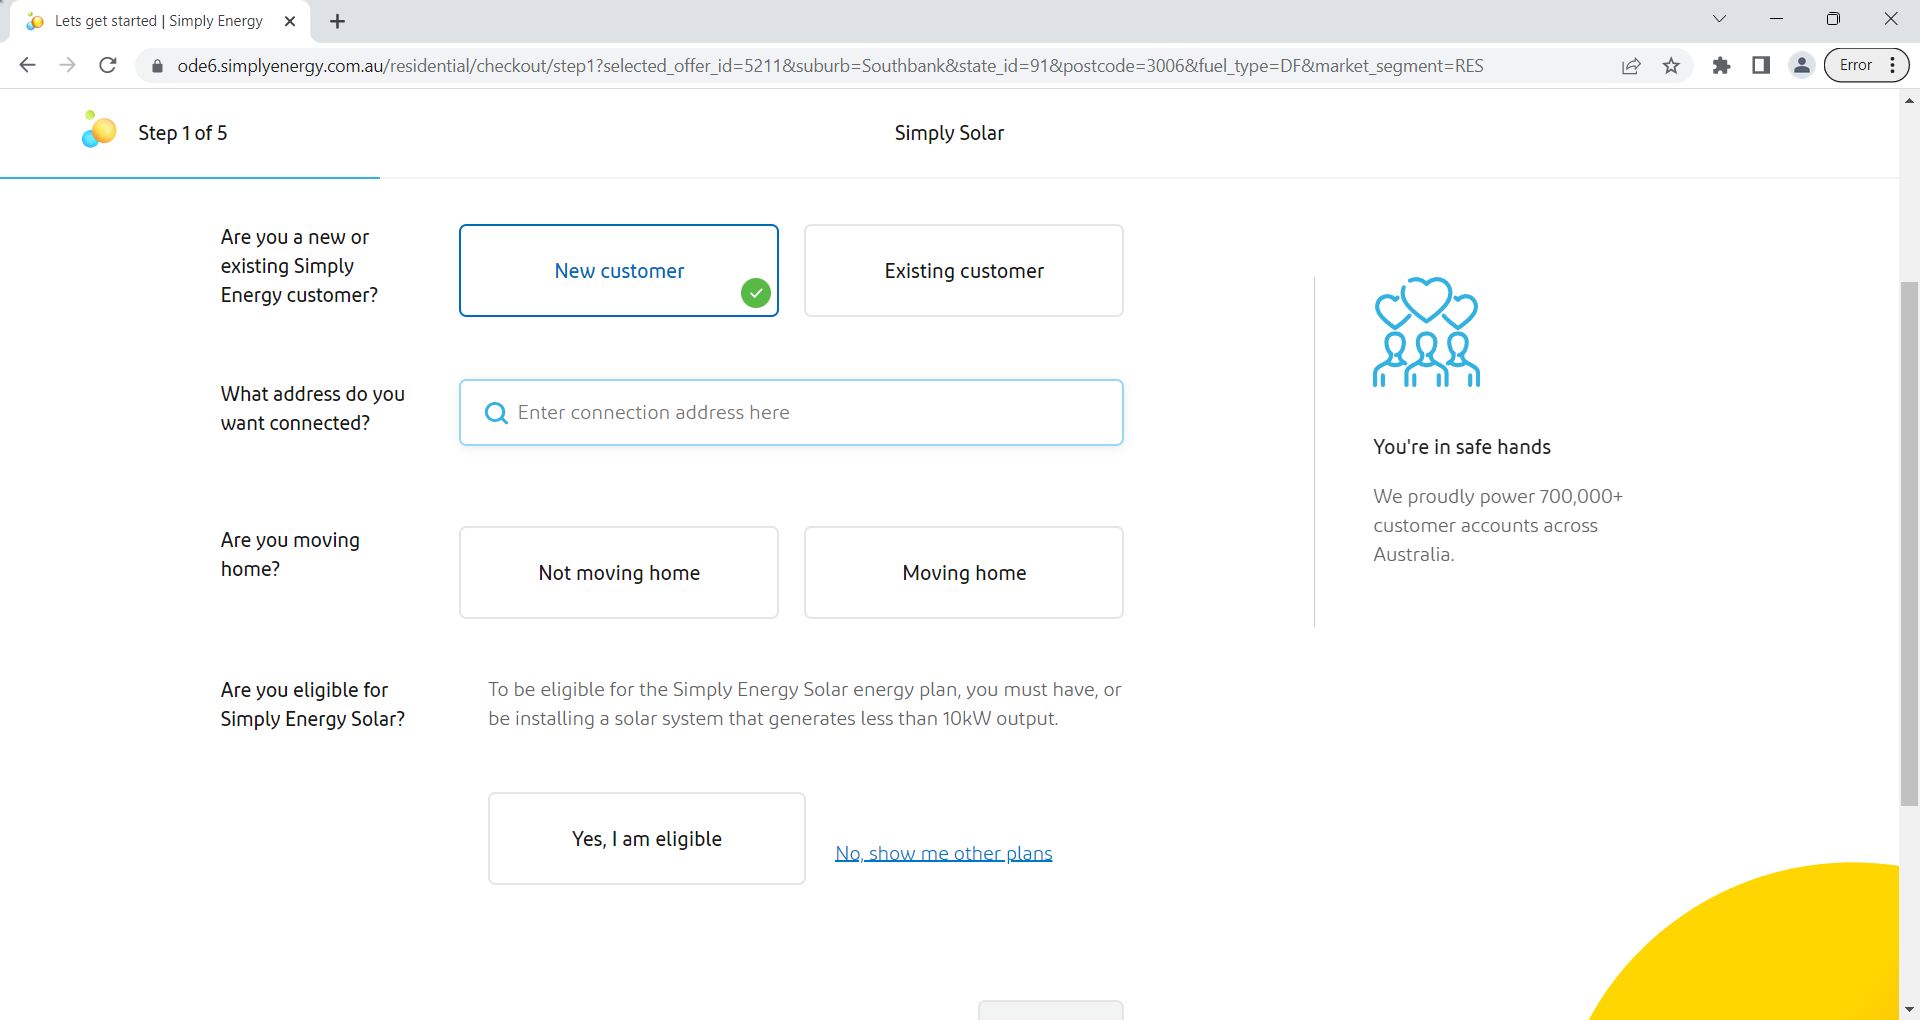 Lets get started | Simply Energy
ode6.simplyenergy.com.au/residential/checkout/step1?selected_offer_id=5211&suburb=Southbank&state_id=91&postcode=3006&fuel_type=DF&market_segment=RES
Error
Step 1 of 5
Simply Solar
Are you a new or
existing Simply
Energy customer?
New customer
Existing customer
What address do you
want connected?
Enter connection address here
Are you moving
home?
Not moving home
Moving home
Are you eligible for
Simply Energy Solar?
To be eligible for the Simply Energy Solar energy plan, you must have, or
be installing a solar system that generates less than 10kW output.
Yes, I am eligible
No, show me other plans
You're in safe hands
We proudly power 700,000+
customer accounts across
Australia.